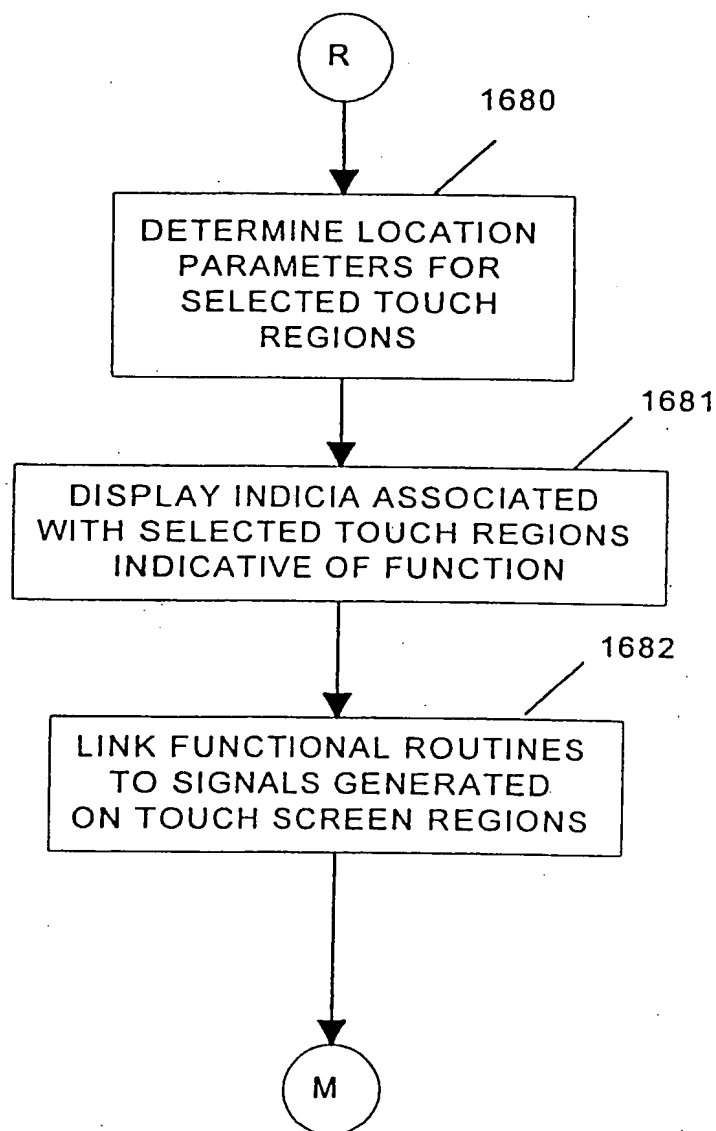 R
1680
DETERMINE LOCATION
PARAMETERS FOR
SELECTED TOUCH
REGIONS
1681
DISPLAY INDICIA ASSOCIATED
WITH SELECTED TOUCH REGIONS
INDICATIVE OF FUNCTION
1682
LINK FUNCTIONAL ROUTINES
TO SIGNALS GENERATED
ON TOUCH SCREEN REGIONS
M